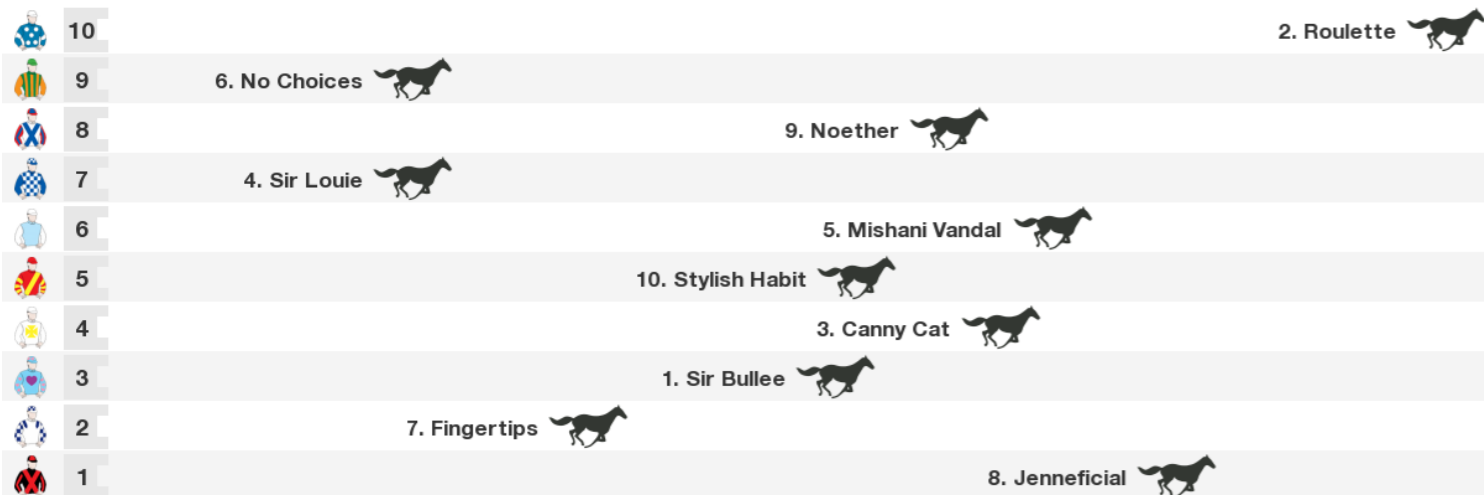 10 2. Roulette
9 6. No Choices
8 9. Noether
7 4. Sir Louie
6 5. Mishani Vandal
5 10. Stylish Habit
4 3. Canny Cat
3 1. Sir Bullee
2 7. Fingertips
1 8. Jenneficial